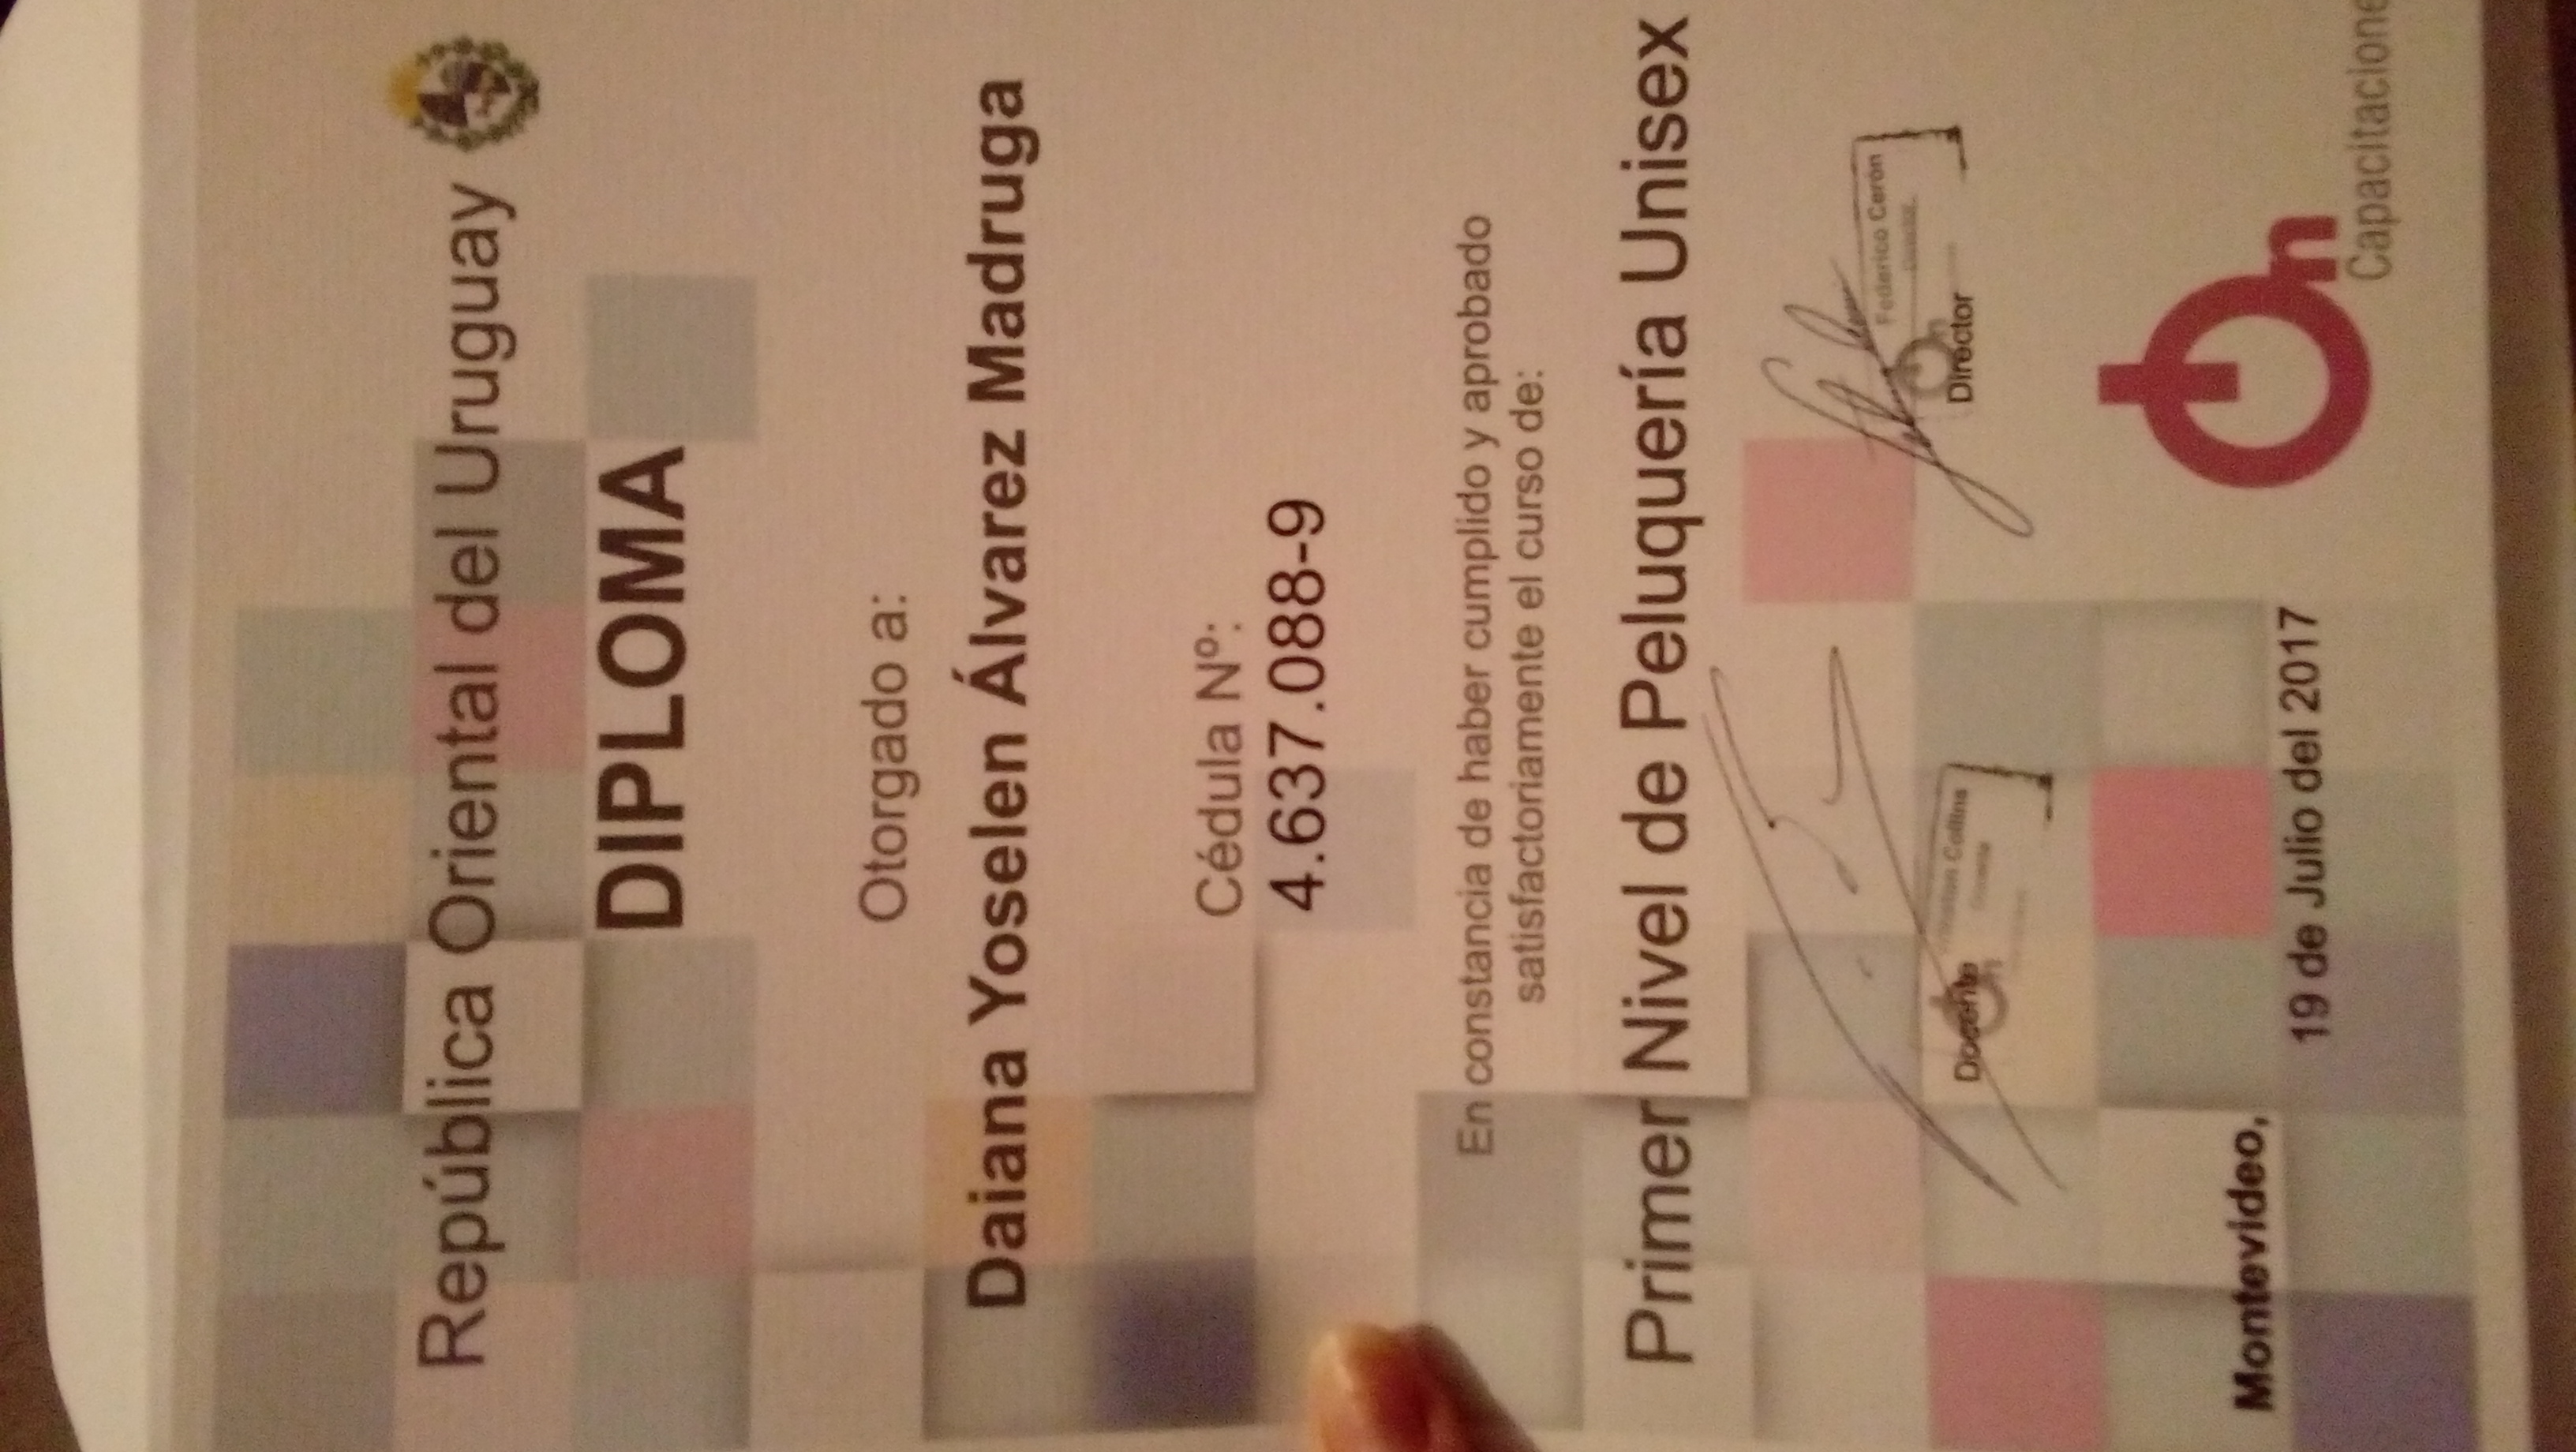 República Oriental del Uruguay
DIPLOMA
Otorgado a:
Daiana Yoselen Álvarez Madruga
Cédula Nº:
4.637.088-9
En constancia de haber cumplido y aprobado
satisfactoriamente el curso de:
Primer Nivel de Peluquería Unisex
Federico Cerón
Director
Director
Collins
Docente
Docente
Montevideo,
19 de Julio del 2017
On
Capacitacione